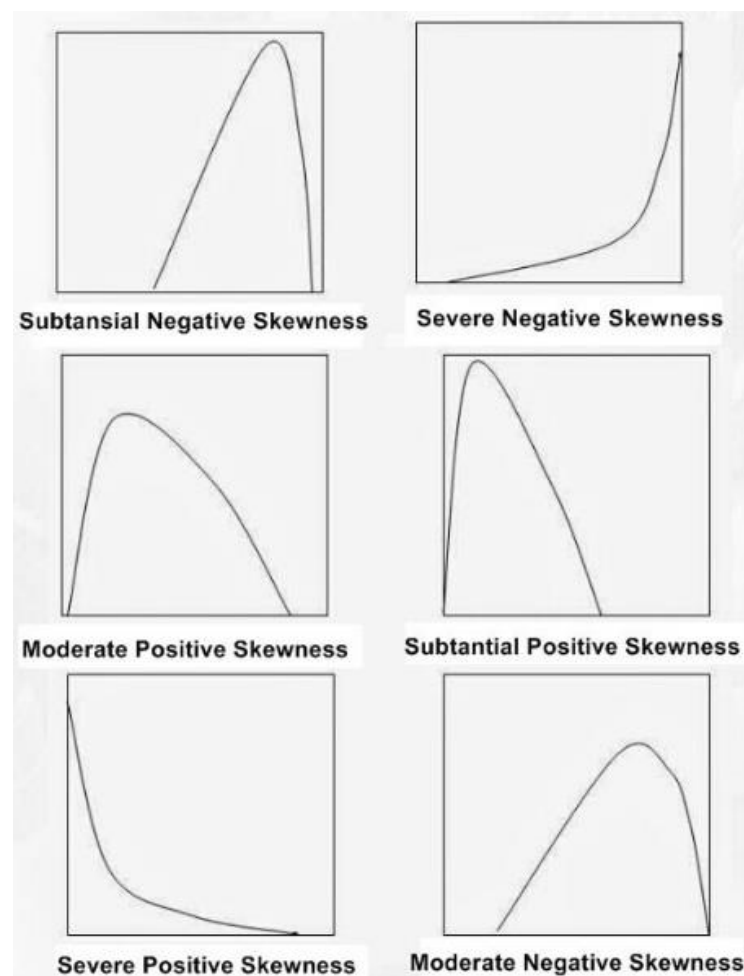 Subtansial Negative Skewness
Severe Negative Skewness
Moderate Positive Skewness
Subtantial Positive Skewness
Severe Positive Skewness
Moderate Negative Skewness